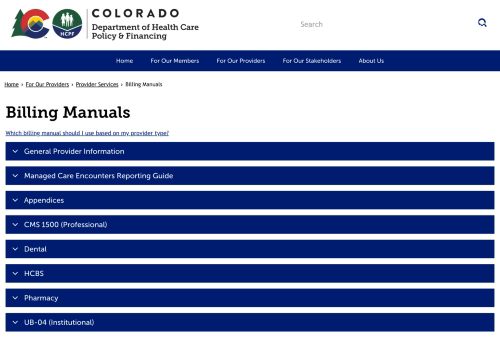 COLORADO
Department of Health Care
Policy & Financing
HCPF
Search
Home
For Our Members
For Our Providers
For Our Stakeholders
About Us
Home › For Our Providers › Provider Services › Billing Manuals
Billing Manuals
Which billing manual should I use based on my provider type?
General Provider Information
Managed Care Encounters Reporting Guide
Appendices
CMS 1500 (Professional)
Dental
HCBS
Pharmacy
UB-04 (Institutional)